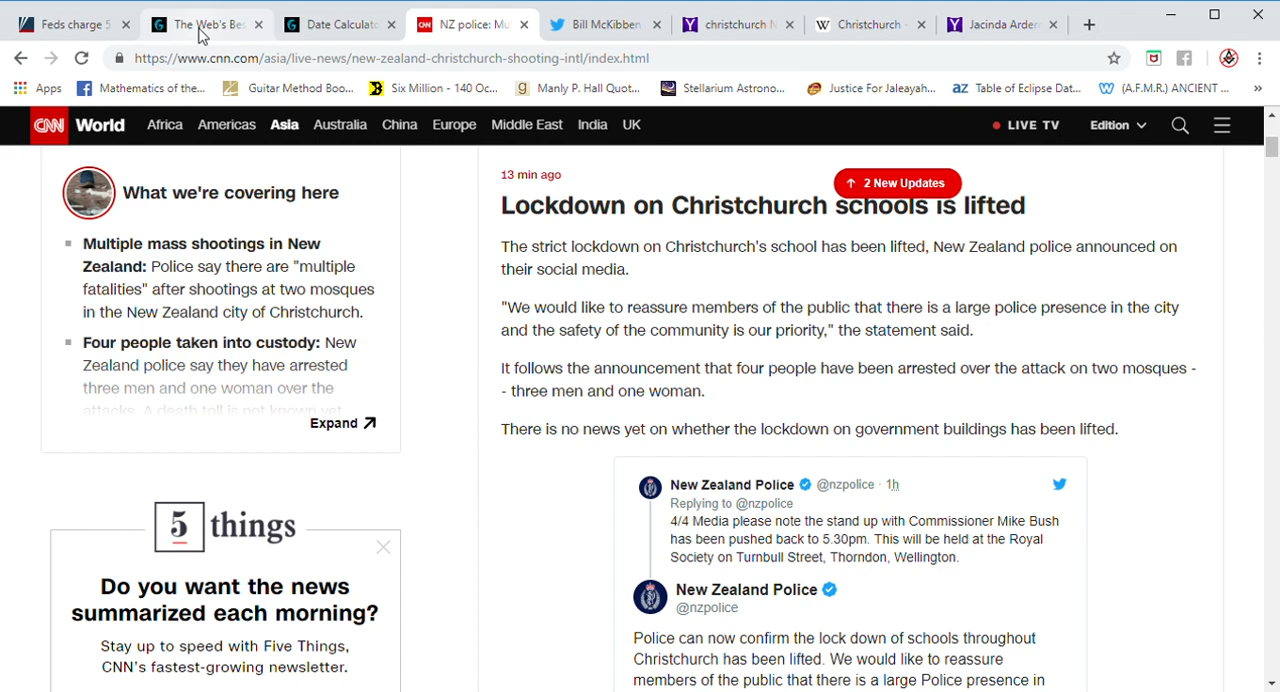 Feds charge 5
The Web's Bes
Date Calculato
NZ police: Mu
Bill McKibben
christchurch N
Christchurch -
Jacinda Arder
https://www.cnn.com/asia/live-news/new-zealand-christchurch-shooting-intl/index.html
Apps
Mathematics of the...
Guitar Method Boo...
Six Million - 140 Oc...
Manly P. Hall Quot...
Stellarium Astrono...
Justice For Jaleayah...
Table of Eclipse Dat...
(A.F.M.R.) ANCIENT ...
CNN World
Africa
Americas
Asia
Australia
China
Europe
Middle East
India
UK
LIVE TV
Edition
What we're covering here
Multiple mass shootings in New
Zealand: Police say there are "multiple
fatalities" after shootings at two mosques
in the New Zealand city of Christchurch.
Four people taken into custody: New
Zealand police say they have arrested
three men and one woman over the
attacks. A death toll is not known yet
Expand
5 things
Do you want the news
summarized each morning?
Stay up to speed with Five Things,
CNN's fastest-growing newsletter.
13 min ago
2 New Updates
Lockdown on Christchurch schools is lifted
The strict lockdown on Christchurch's school has been lifted, New Zealand police announced on
their social media.
"We would like to reassure members of the public that there is a large police presence in the city
and the safety of the community is our priority," the statement said.
It follows the announcement that four people have been arrested over the attack on two mosques -
- three men and one woman.
There is no news yet on whether the lockdown on government buildings has been lifted.
New Zealand Police @nzpolice · 1h
Replying to @nzpolice
4/4 Media please note the stand up with Commissioner Mike Bush
has been pushed back to 5.30pm. This will be held at the Royal
Society on Turnbull Street, Thorndon, Wellington.
New Zealand Police
@nzpolice
Police can now confirm the lock down of schools throughout
Christchurch has been lifted. We would like to reassure
members of the public that there is a large Police presence in